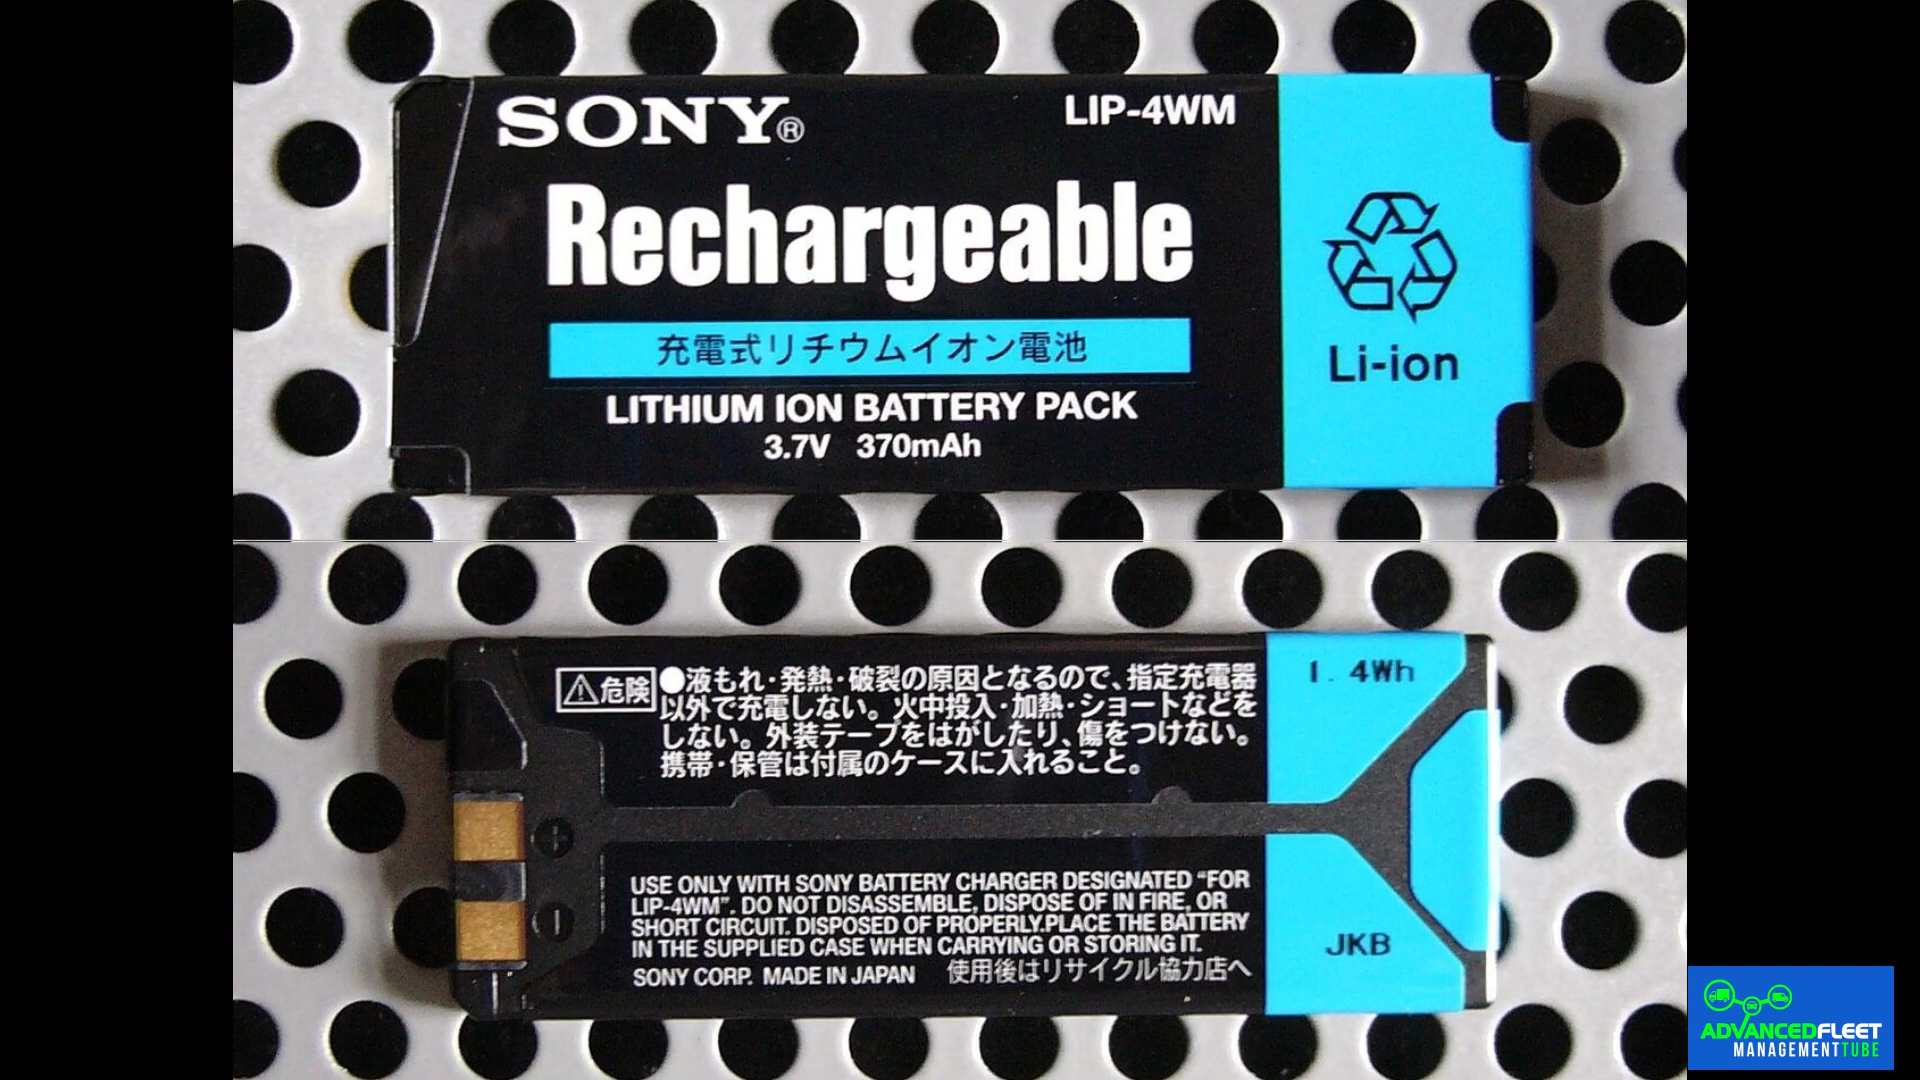 SONY®
LIP-4WM
Rechargeable
充電式リチウムイオン電池
LITHIUM ION BATTERY PACK
3.7V 370mAh
Li-ion
⚠危険
●液もれ・発熱・破裂の原因となるので、指定充電器
以外で充電しない。火中投入・加熱・ショートなどを
しない。外装テープをはがしたり、傷をつけない。
携帯・保管は付属のケースに入れること。
1.4Wh
+
−
USE ONLY WITH SONY BATTERY CHARGER DESIGNATED “FOR
LIP-4WM”. DO NOT DISASSEMBLE, DISPOSE OF IN FIRE, OR
SHORT CIRCUIT. DISPOSED OF PROPERLY.PLACE THE BATTERY
IN THE SUPPLIED CASE WHEN CARRYING OR STORING IT.
SONY CORP. MADE IN JAPAN 使用後はリサイクル協力店へ
JKB
ADVANCEDFLEET
MANAGEMENTTUBE